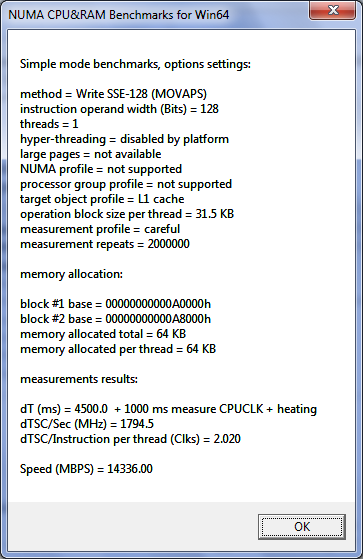 NUMA CPU&RAM Benchmarks for Win64
Simple mode benchmarks, options settings:
method = Write SSE-128 (MOVAPS)
instruction operand width (Bits) = 128
threads = 1
hyper-threading = disabled by platform
large pages = not available
NUMA profile = not supported
processor group profile = not supported
target object profile = L1 cache
operation block size per thread = 31.5 KB
measurement profile = careful
measurement repeats = 2000000
memory allocation:
block #1 base = 00000000000A0000h
block #2 base = 00000000000A8000h
memory allocated total = 64 KB
memory allocated per thread = 64 KB
measurements results:
dT (ms) = 4500.0  + 1000 ms measure CPUCLK + heating
dTSC/Sec (MHz) = 1794.5
dTSC/Instruction per thread (Clks) = 2.020
Speed (MBPS) = 14336.00
OK